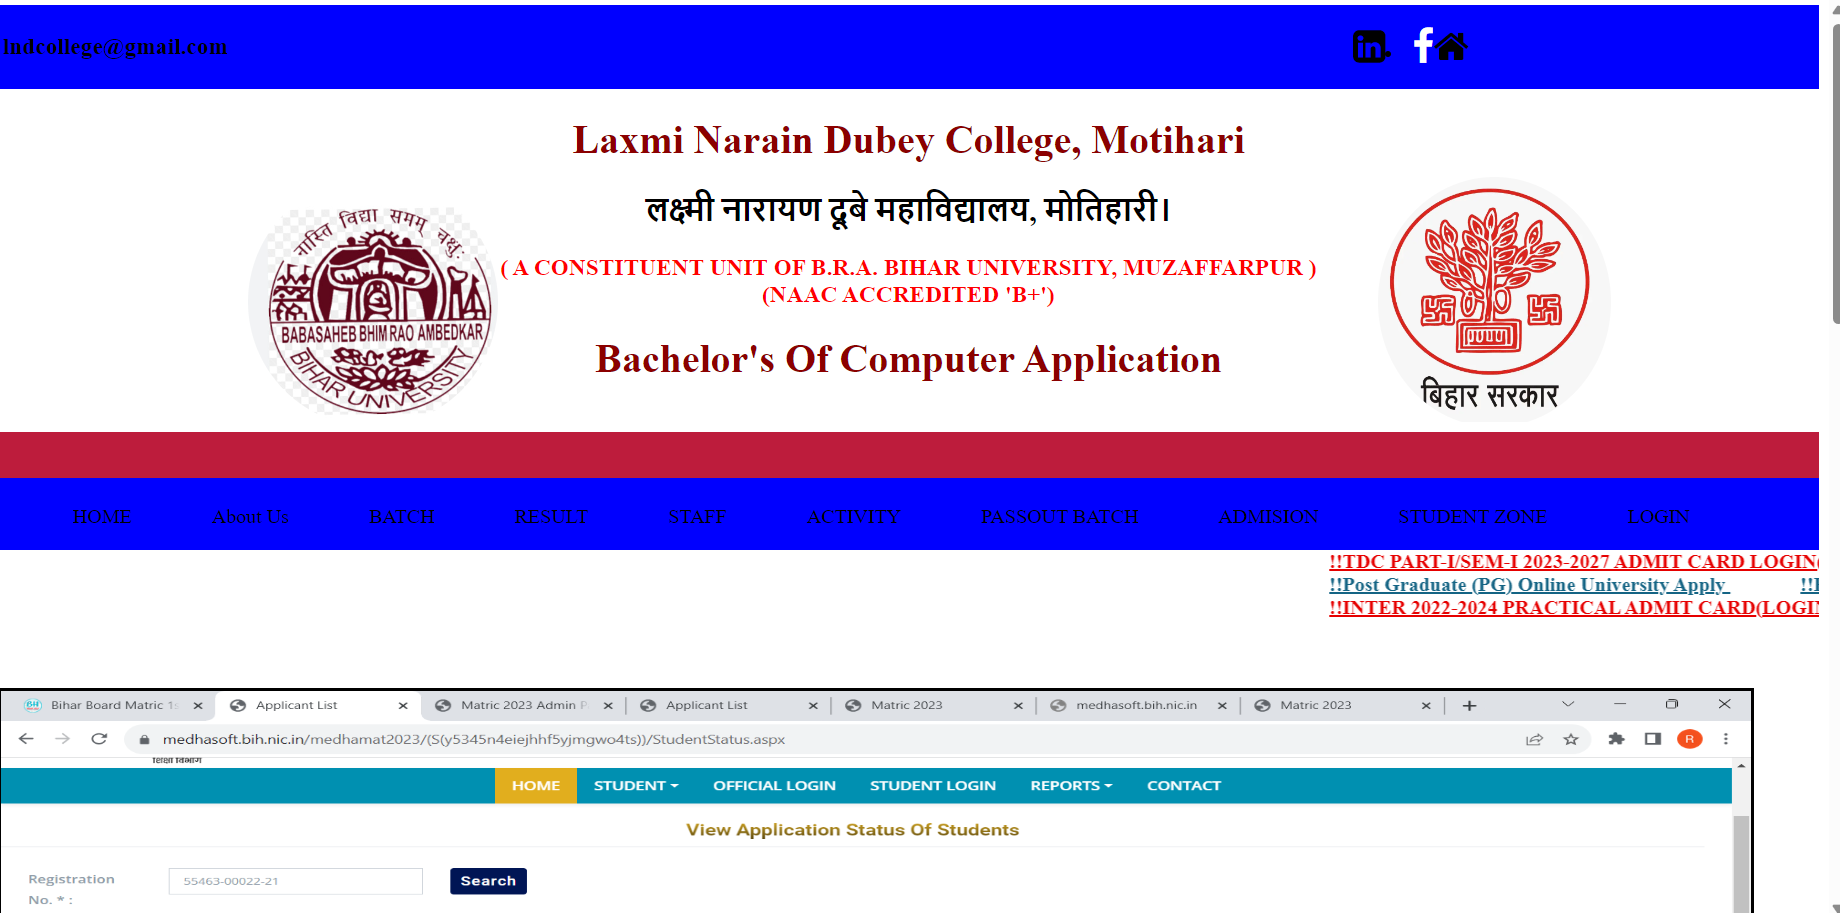 lndcollege@gmail.com
in
Laxmi Narain Dubey College, Motihari
लक्ष्मी नारायण दूबे महाविद्यालय, मोतिहारी।
( A CONSTITUENT UNIT OF B.R.A. BIHAR UNIVERSITY, MUZAFFARPUR )
(NAAC ACCREDITED 'B+')
Bachelor's Of Computer Application
नास्ति विद्या समम् चक्षु:
BABASAHEB BHIM RAO AMBEDKAR
BIHAR UNIVERSITY
बिहार सरकार
HOME About Us BATCH RESULT STAFF ACTIVITY PASSOUT BATCH ADMISION STUDENT ZONE LOGIN
!!TDC PART-I/SEM-I 2023-2027 ADMIT CARD LOGIN(
!!Post Graduate (PG) Online University Apply !!
!!INTER 2022-2024 PRACTICAL ADMIT CARD(LOGIN
Bihar Board Matric Applicant List Matric 2023 Admin Applicant List Matric 2023 medhasoft.bih.nic.in Matric 2023
medhasoft.bih.nic.in/medhamat2023/(S(y5345n4eiejhhf5yjmgwo4ts))/StudentStatus.aspx R
शिक्षा विभाग
HOME STUDENT OFFICIAL LOGIN STUDENT LOGIN REPORTS CONTACT
View Application Status Of Students
Registration No. * : 55463-00022-21 Search